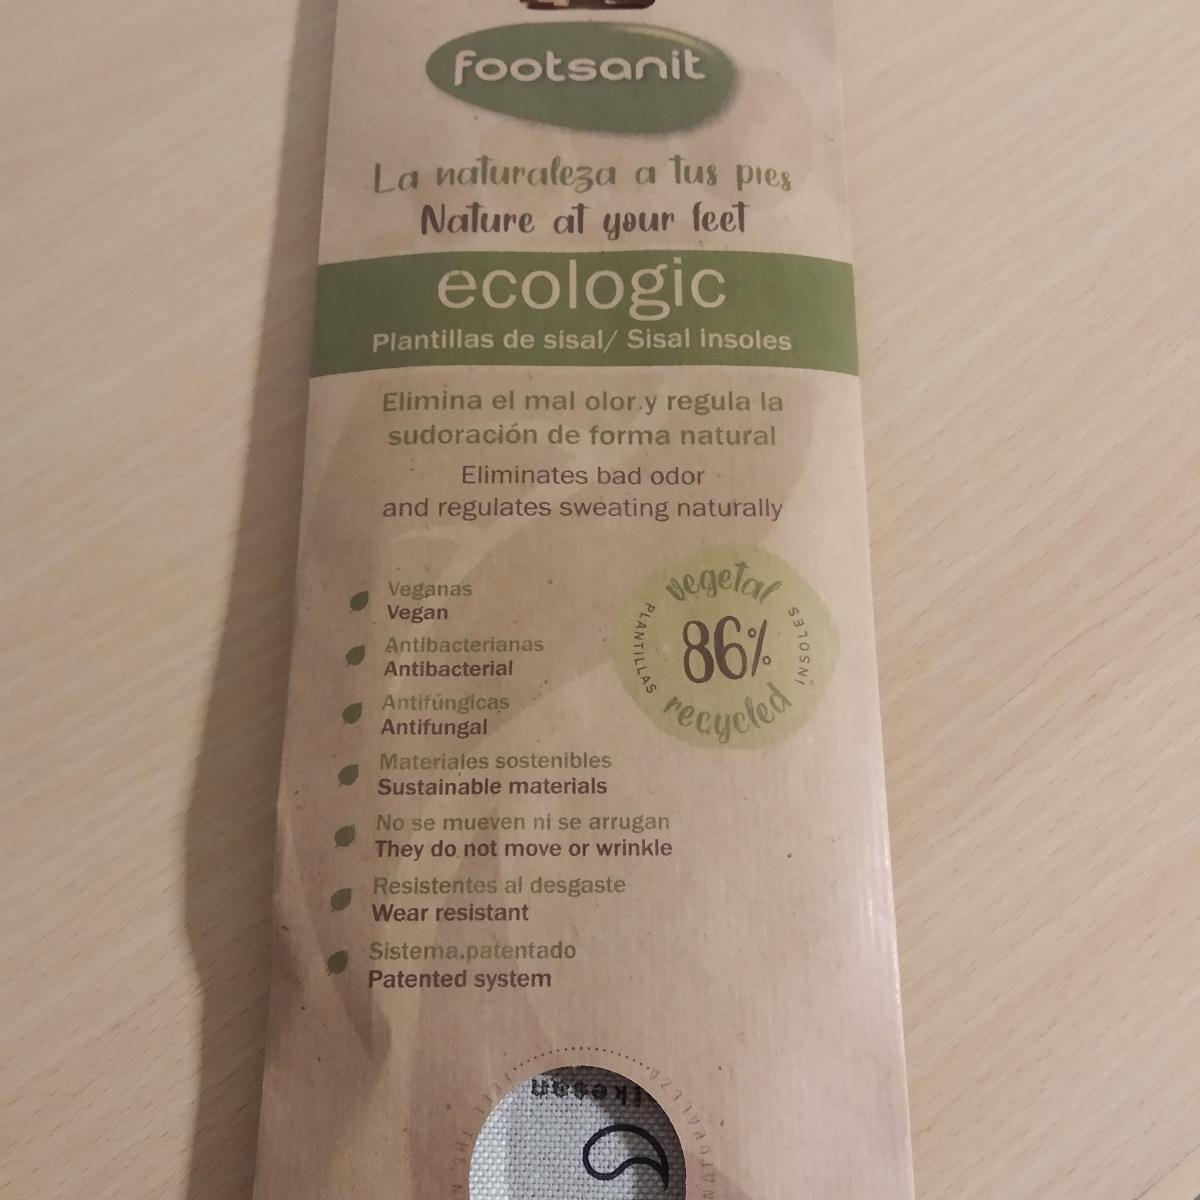 footsanit
La naturaleza a tus pies
Nature at your feet
ecologic
Plantillas de sisal/ Sisal insoles
Elimina el mal olor y regula la
sudoración de forma natural
Eliminates bad odor
and regulates sweating naturally
Veganas
Vegan
Antibacterianas
Antibacterial
Antifúngicas
Antifungal
Materiales sostenibles
Sustainable materials
No se mueven ni se arrugan
They do not move or wrinkle
Resistentes al desgaste
Wear resistant
Sistema patentado
Patented system
vegetal
PLANTILLAS
86%
INSOLES
recycled
FEEL THE
NATURALEZA